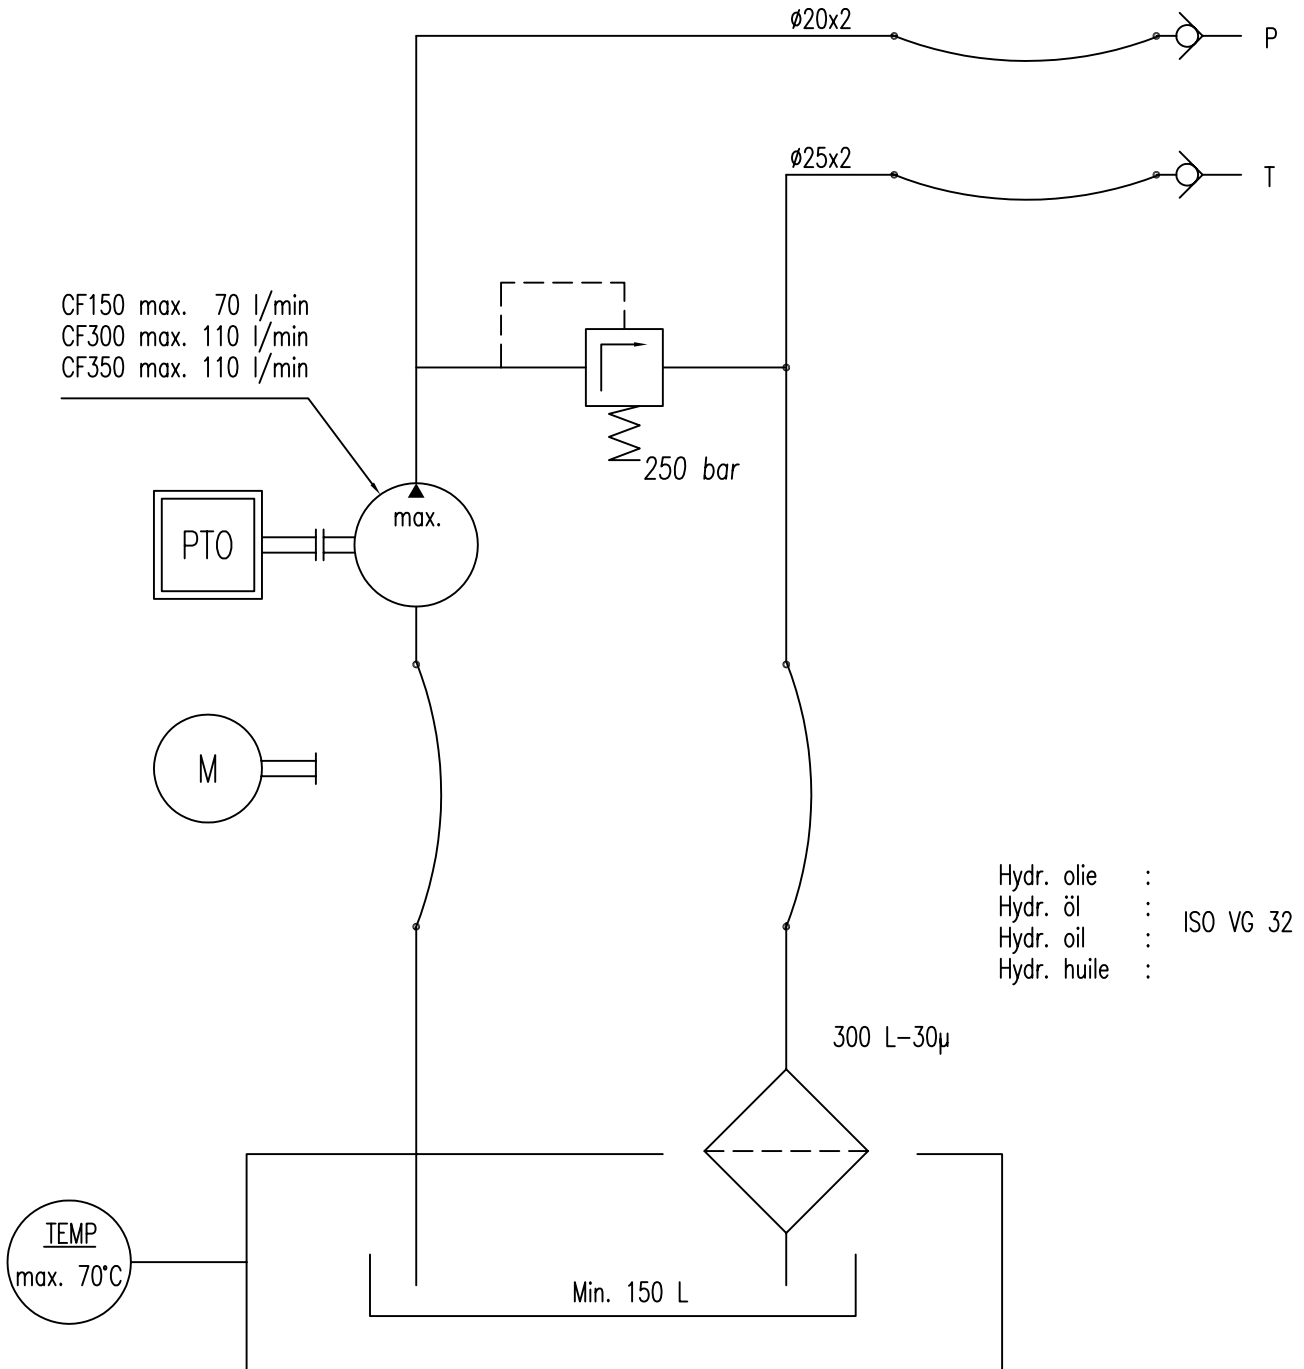 ø20x2
P
ø25x2
T
CF150 max. 70 l/min
CF300 max. 110 l/min
CF350 max. 110 l/min
250 bar
max.
PTO
M
Hydr. olie :
Hydr. öl :
Hydr. oil :
Hydr. huile :
ISO VG 32
300 L-30µ
TEMP
max. 70°C
Min. 150 L